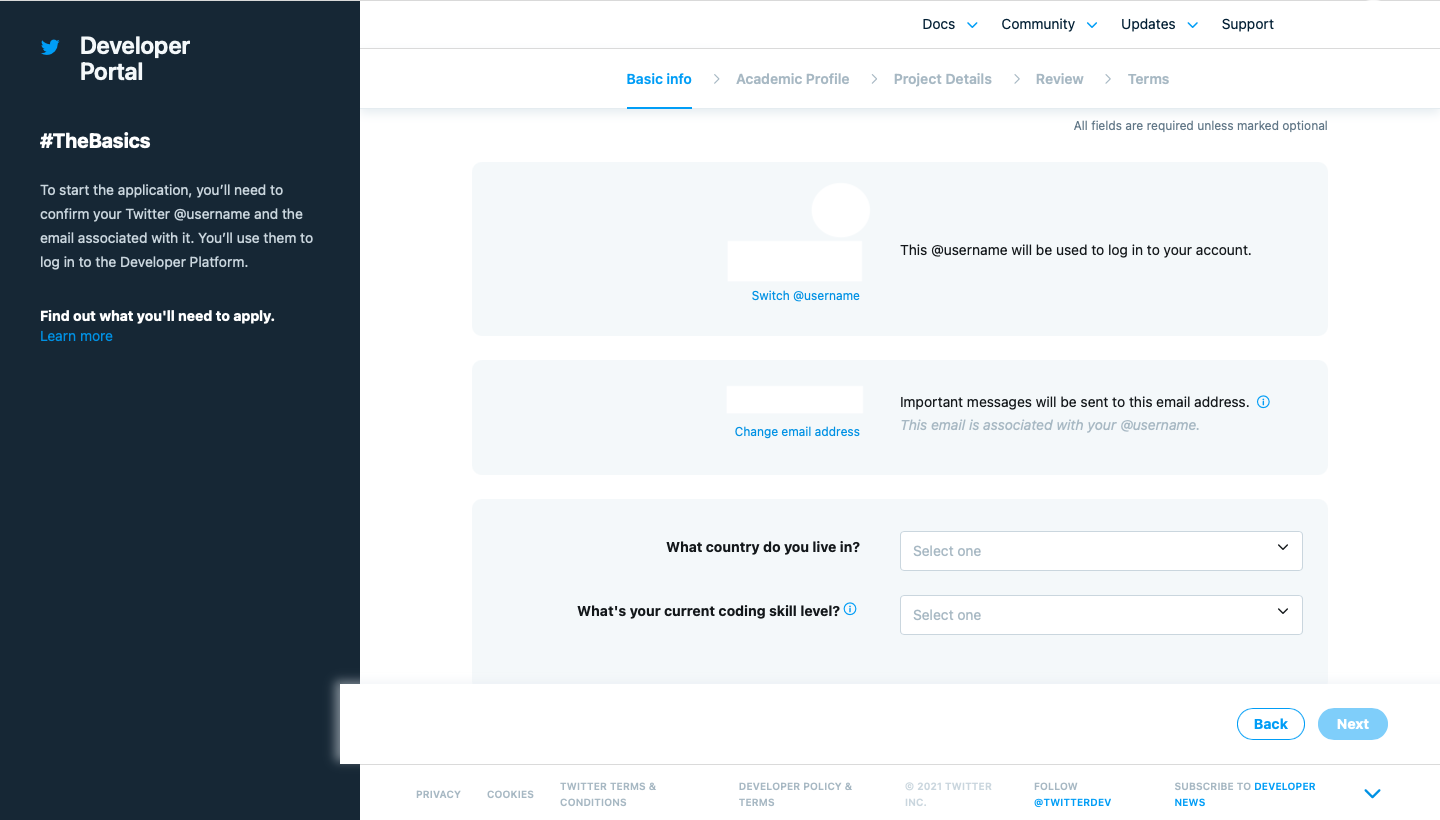 Developer
Portal
#TheBasics
To start the application, you’ll need to
confirm your Twitter @username and the
email associated with it. You’ll use them to
log in to the Developer Platform.
Find out what you'll need to apply.
Learn more
Docs Community Updates Support
Basic info Academic Profile Project Details Review Terms
All fields are required unless marked optional
Switch @username
This @username will be used to log in to your account.
Change email address
Important messages will be sent to this email address.
This email is associated with your @username.
What country do you live in? Select one
What's your current coding skill level? Select one
Back Next
PRIVACY
COOKIES
TWITTER TERMS &
CONDITIONS
DEVELOPER POLICY &
TERMS
© 2021 TWITTER
INC.
FOLLOW
@TWITTERDEV
SUBSCRIBE TO DEVELOPER
NEWS